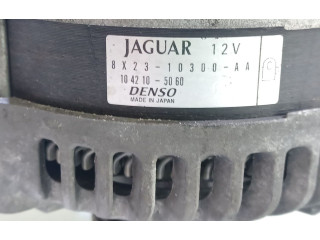 JAGUAR 12V
8X23-10300-AA
104210-5060
DENSO
MADE IN JAPAN